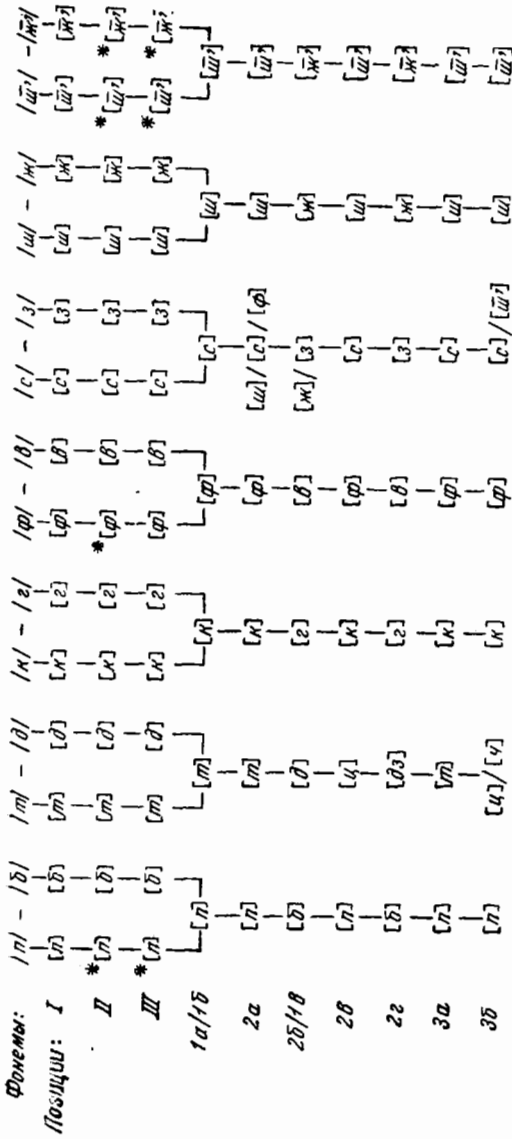 Фонемы: /п/ – /б/ /т/ – /д/ /к/ – /г/ /ф/ – /в/ /с/ – /з/ /ш/ – /ж/ /ш̄'/ – /ж̄'/
Позиции: I [п] [б] [т] [д] [к] [г] [ф] [в] [с] [з] [ш] [ж] [ш̄'] [ж̄']
II *[п] [б] [т] [д] [к] [г] *[ф] [в] [с] [з] [ш] [ж̄] *[ш̄'] *[ж̄']
III *[п] [б] [т] [д] [к] [г] [ф] [в] [с] [з] [ш] [ж] *[ш̄'] *[ж̄']
1а/1б [п] [т] [к] [ф] [с] [ш] [ш̄']
2а [п] [т] [к] [ф] [ш]/[с]/[ф] [ш] [ш̄']
2б/1в [б] [д] [г] [в] [ж]/[з] [ж] [ж̄']
2в [п] [ц] [к] [ф] [с] [ш] [ш̄']
2г [б] [дз] [г] [в] [з] [ж] [ж̄']
3а [п] [т] [к] [ф] [с] [ш] [ш̄']
3б [п] [ц]/[ч] [к] [ф] [с]/[ш̄'] [ш] [ш̄']